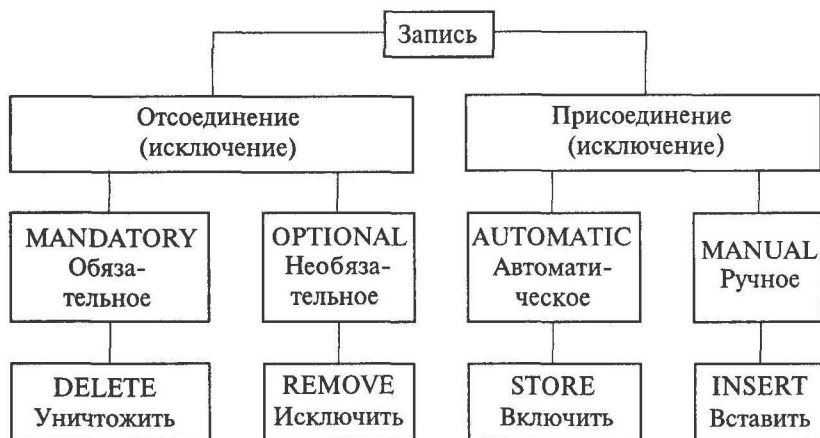 Запись
Отсоединение
(исключение)
Присоединение
(исключение)
MANDATORY
Обяза-
тельное
OPTIONAL
Необяза-
тельное
AUTOMATIC
Автомати-
ческое
MANUAL
Ручное
DELETE
Уничтожить
REMOVE
Исключить
STORE
Включить
INSERT
Вставить